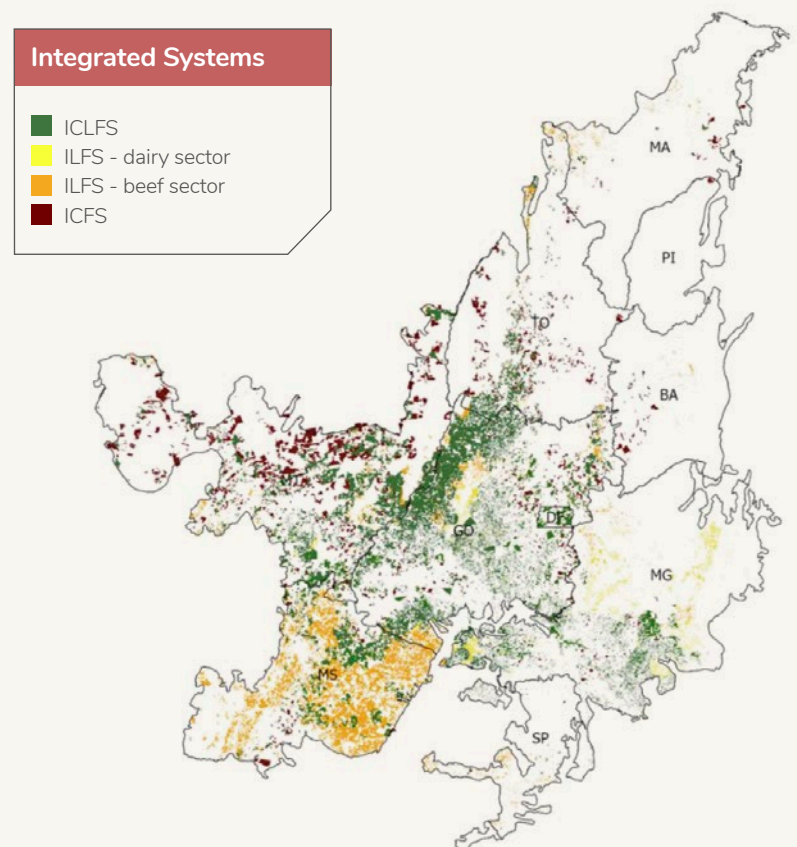 Integrated Systems
ICLFS
ILFS - dairy sector
ILFS - beef sector
ICFS
MA
PI
TO
BA
MT
DF
GO
MG
MS
SP